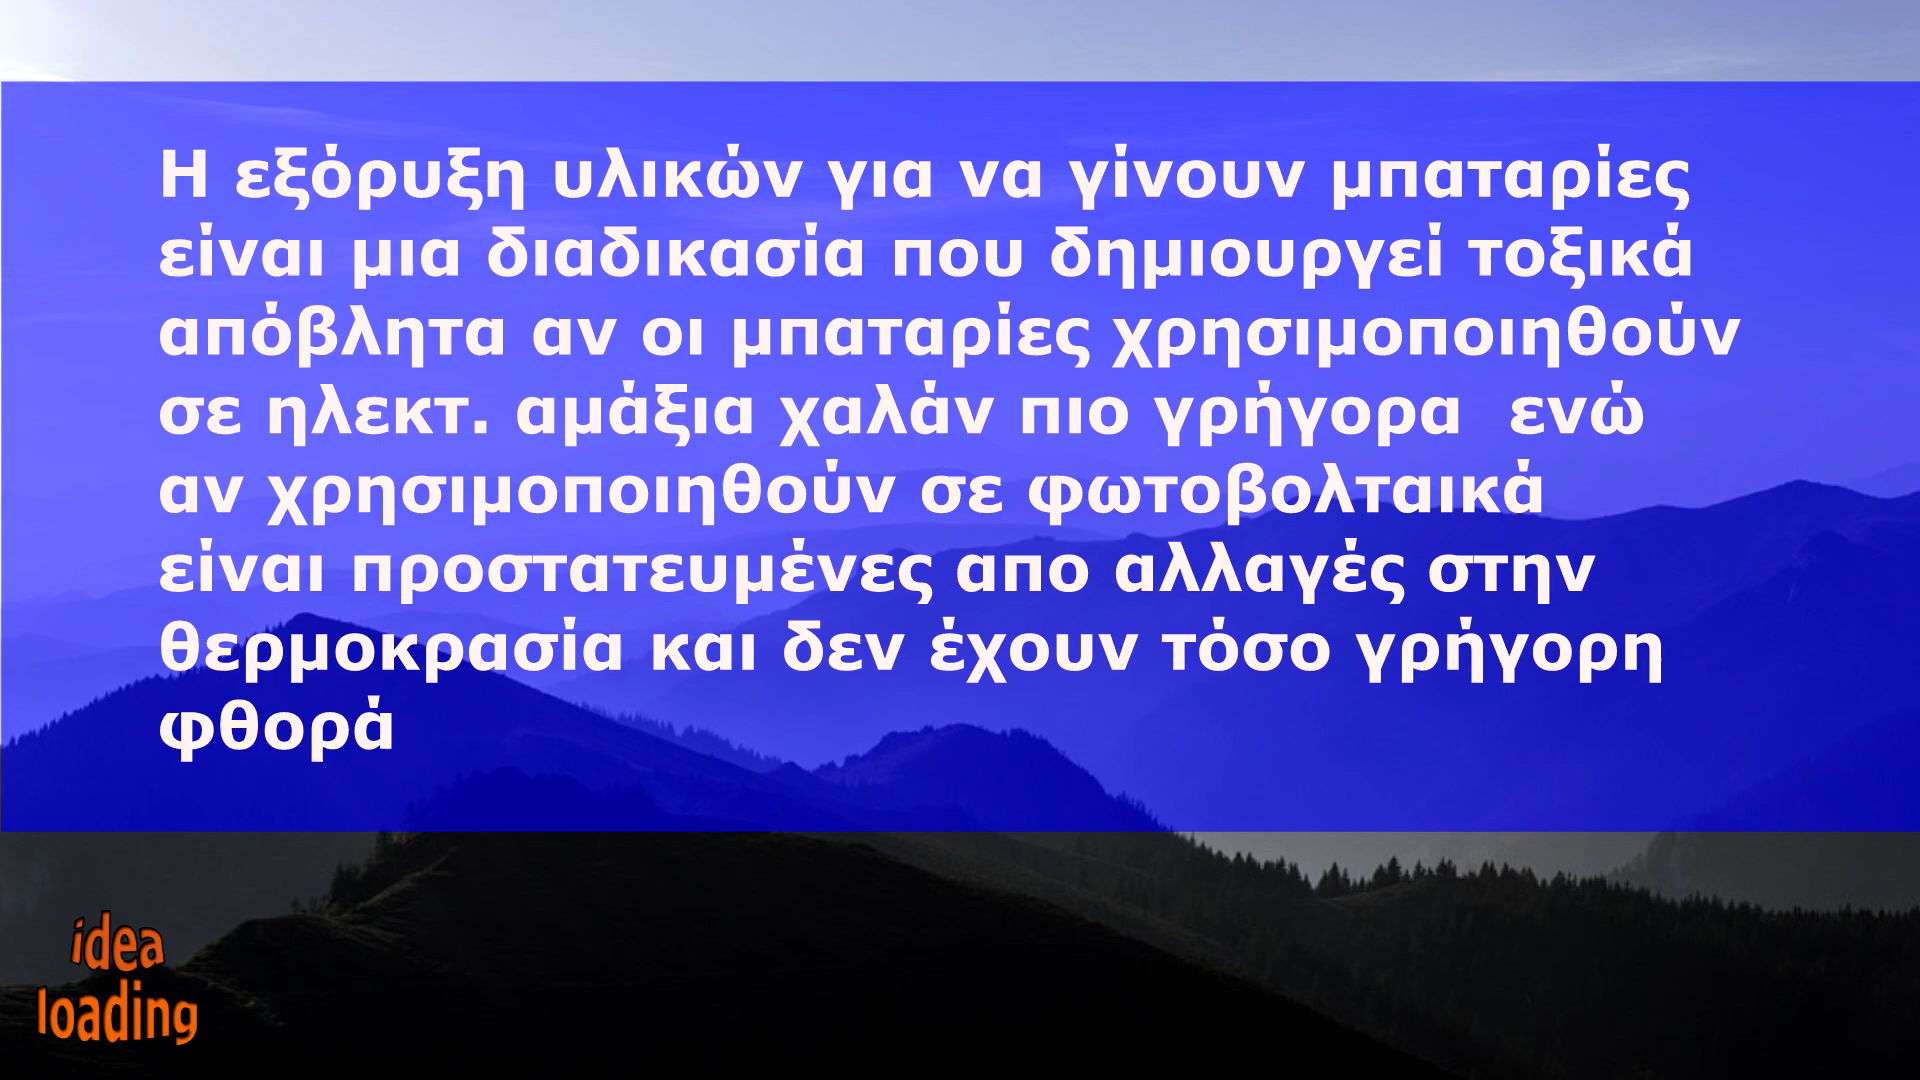 Η εξόρυξη υλικών για να γίνουν μπαταρίες
είναι μια διαδικασία που δημιουργεί τοξικά
απόβλητα αν οι μπαταρίες χρησιμοποιηθούν
σε ηλεκτ. αμάξια χαλάν πιο γρήγορα  ενώ
αν χρησιμοποιηθούν σε φωτοβολταικά
είναι προστατευμένες απο αλλαγές στην
θερμοκρασία και δεν έχουν τόσο γρήγορη
φθορά
idea
loading